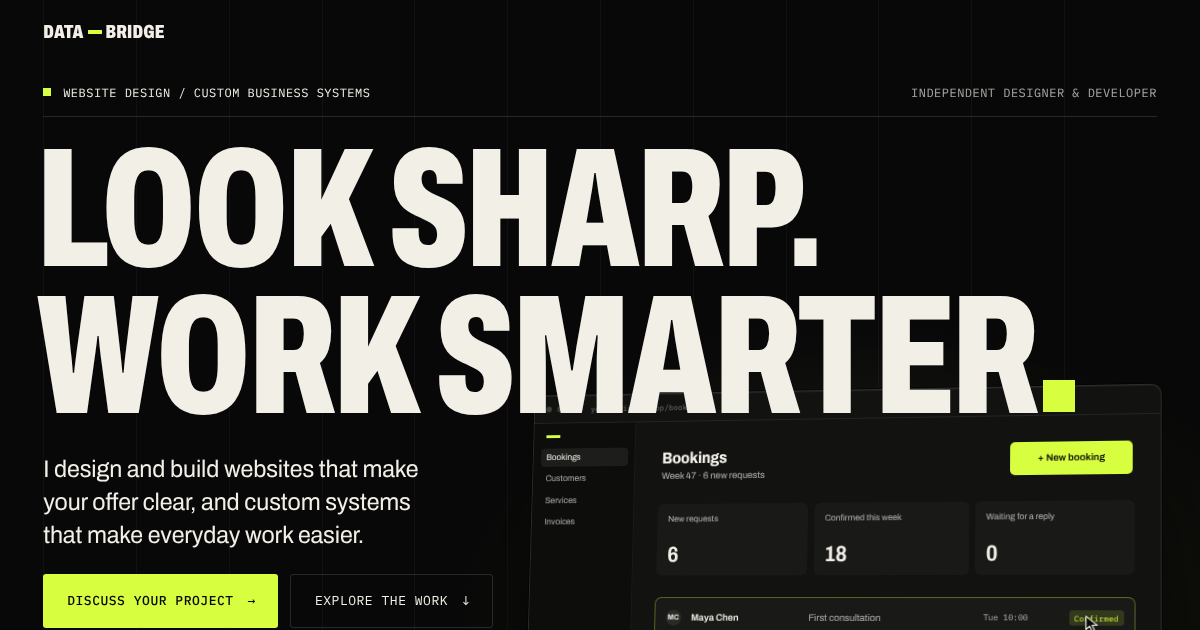 DATA — BRIDGE
WEBSITE DESIGN / CUSTOM BUSINESS SYSTEMS
INDEPENDENT DESIGNER & DEVELOPER
LOOK SHARP.
WORK SMARTER.
I design and build websites that make
your offer clear, and custom systems
that make everyday work easier.
DISCUSS YOUR PROJECT →
EXPLORE THE WORK ↓
Bookings
Customers
Services
Invoices
Bookings
Week 47 · 6 new requests
+ New booking
New requests
6
Confirmed this week
18
Waiting for a reply
0
MC Maya Chen First consultation Tue 10:00